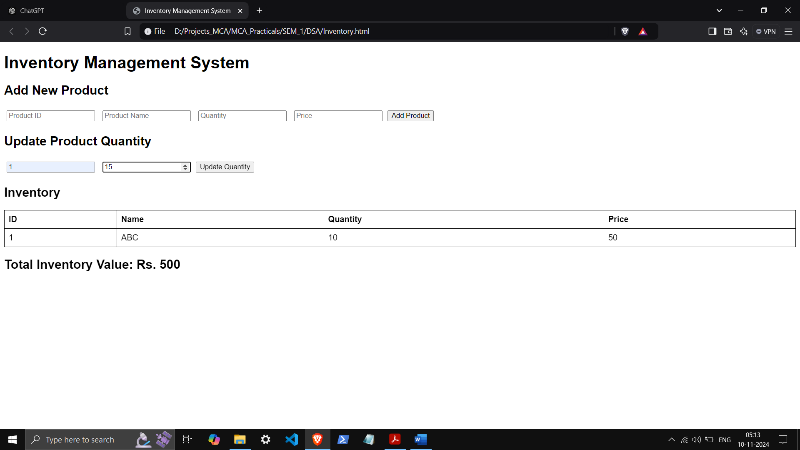 ChatGPT
Inventory Management System
File D:/Projects_MCA/MCA_Practicals/SEM_1/DSA/Inventory.html
VPN
Inventory Management System
Add New Product
Product ID Product Name Quantity Price Add Product
Update Product Quantity
1 15 Update Quantity
Inventory
ID Name Quantity Price
1 ABC 10 50
Total Inventory Value: Rs. 500
Type here to search
ENG
05:13
10-11-2024